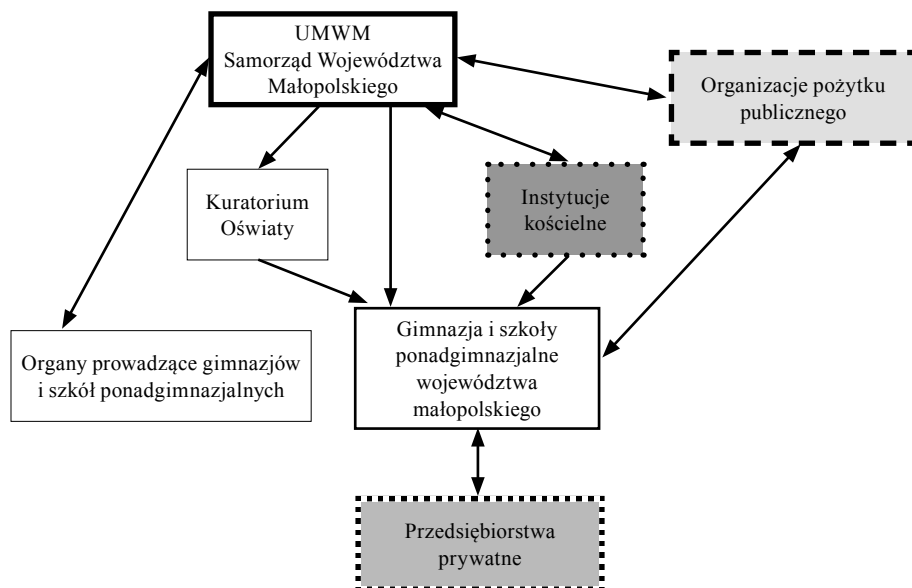 UMWM
Samorząd Województwa
Małopolskiego
Organizacje pożytku
publicznego
Kuratorium
Oświaty
Instytucje
kościelne
Organy prowadzące gimnazjów
i szkół ponadgimnazjalnych
Gimnazja i szkoły
ponadgimnazjalne
województwa
małopolskiego
Przedsiębiorstwa
prywatne